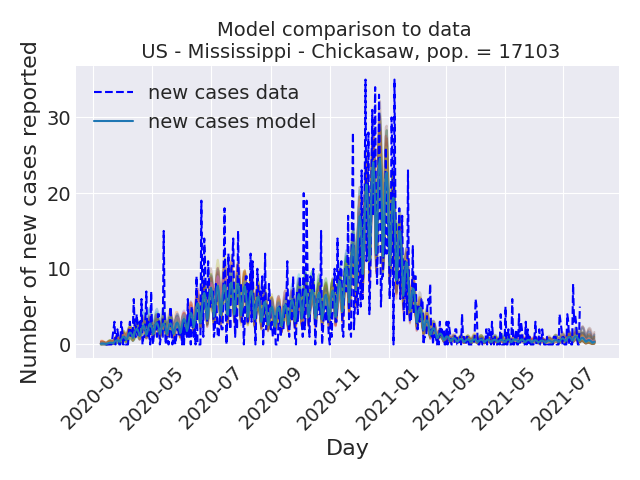 Model comparison to data
US - Mississippi - Chickasaw, pop. = 17103
Number of new cases reported
30
20
10
0
new cases data
new cases model
2020-03
2020-05
2020-07
2020-09
2020-11
2021-01
2021-03
2021-05
2021-07
Day